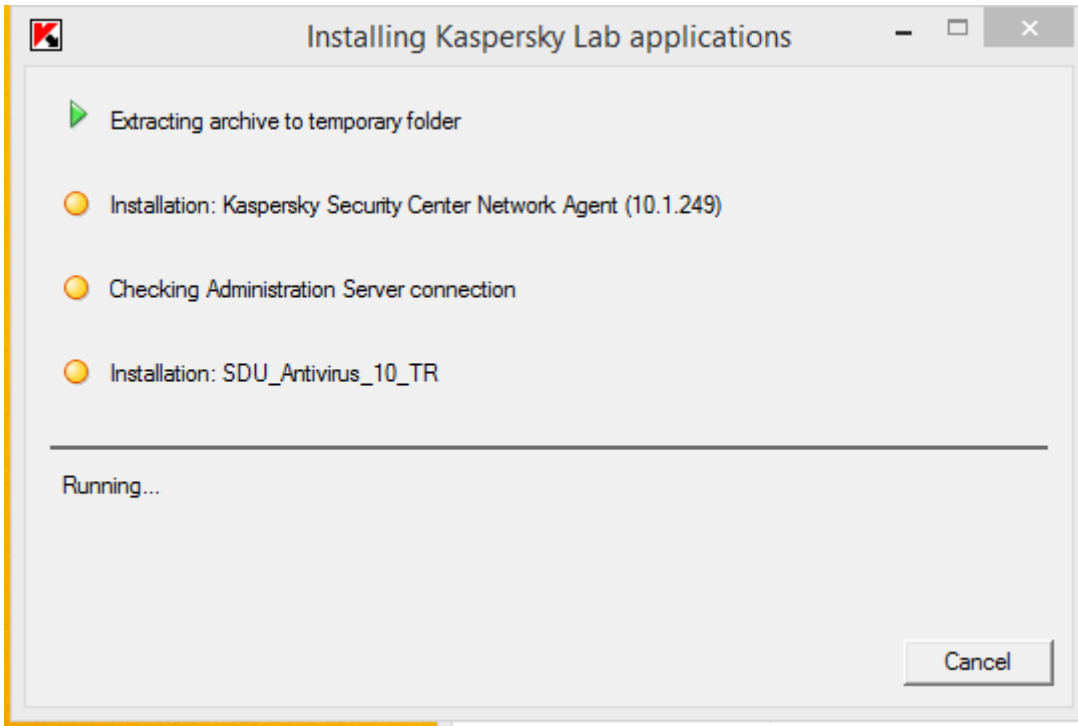 Installing Kaspersky Lab applications
Extracting archive to temporary folder
Installation: Kaspersky Security Center Network Agent (10.1.249)
Checking Administration Server connection
Installation: SDU_Antivirus_10_TR
Running...
Cancel